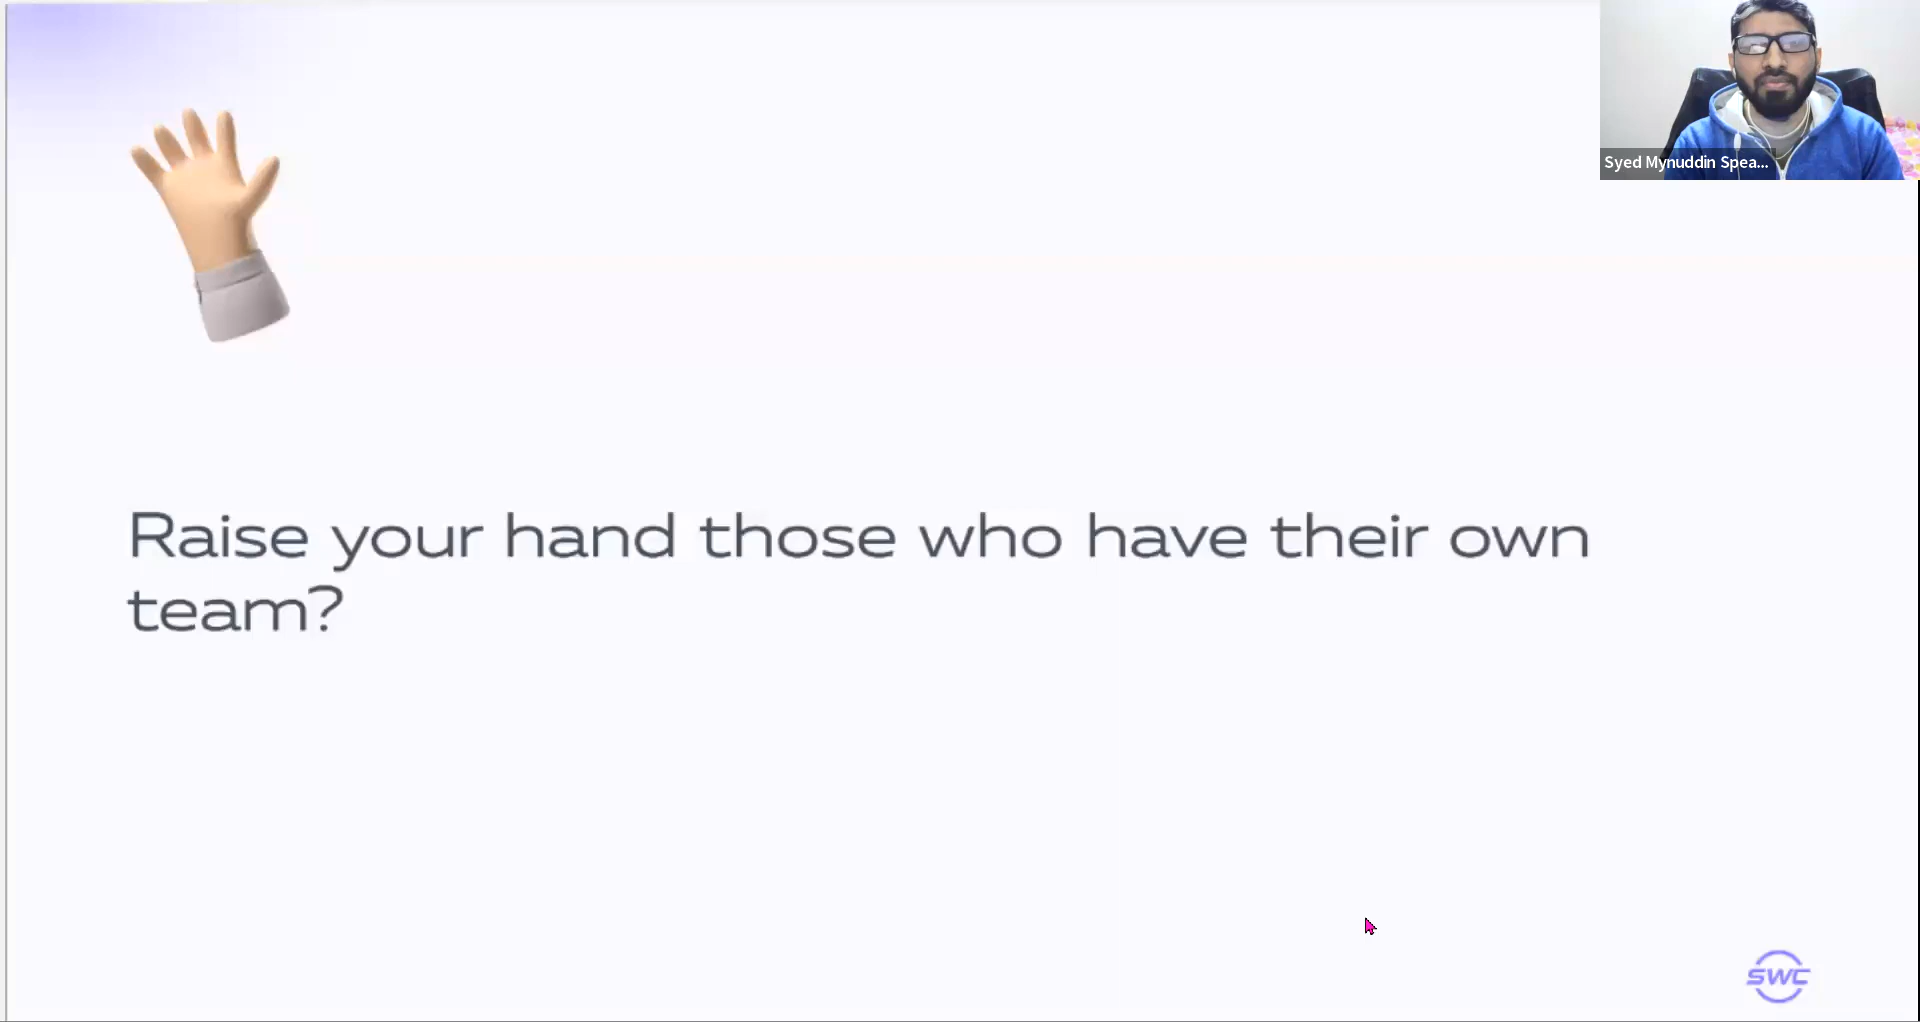 Syed Mynuddin Spea...
Raise your hand those who have their own
team?
SWC